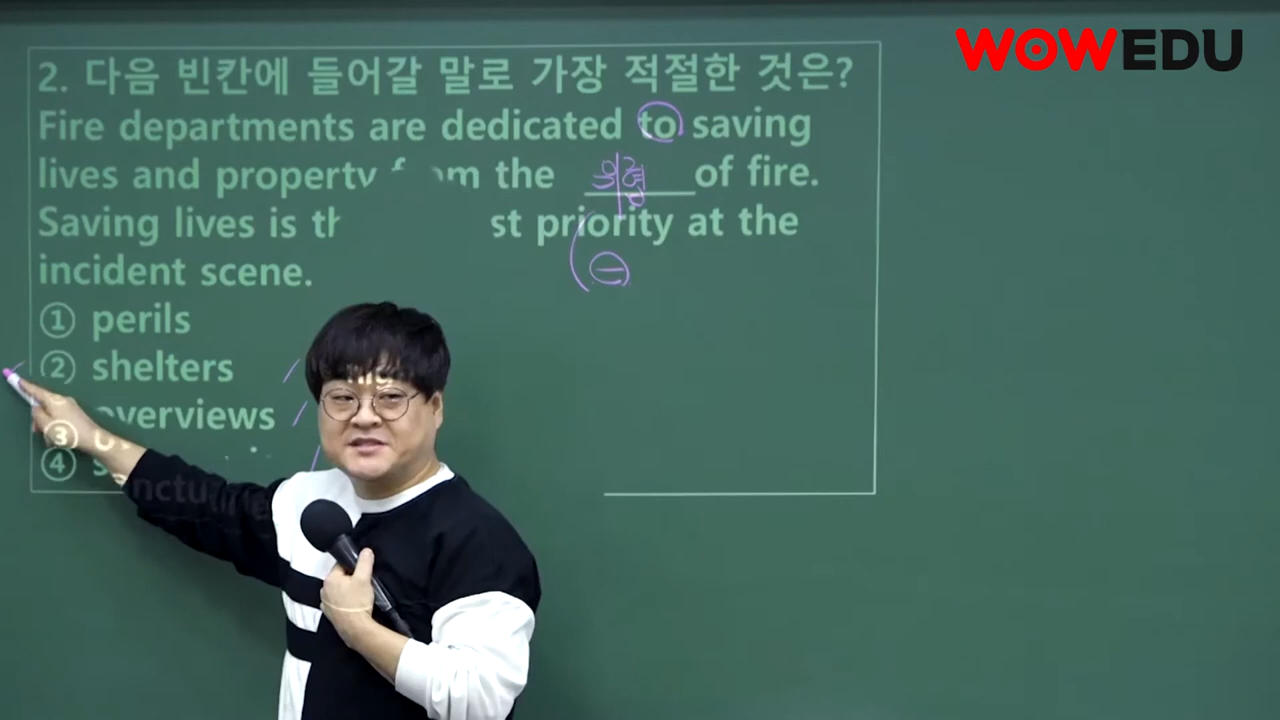 WOWEDU
2. 다음 빈칸에 들어갈 말로 가장 적절한 것은?
Fire departments are dedicated to saving
lives and property the 위험 of fire.
Saving lives is priority at the
incident scene.
① perils
② shelters
③ overviews
④